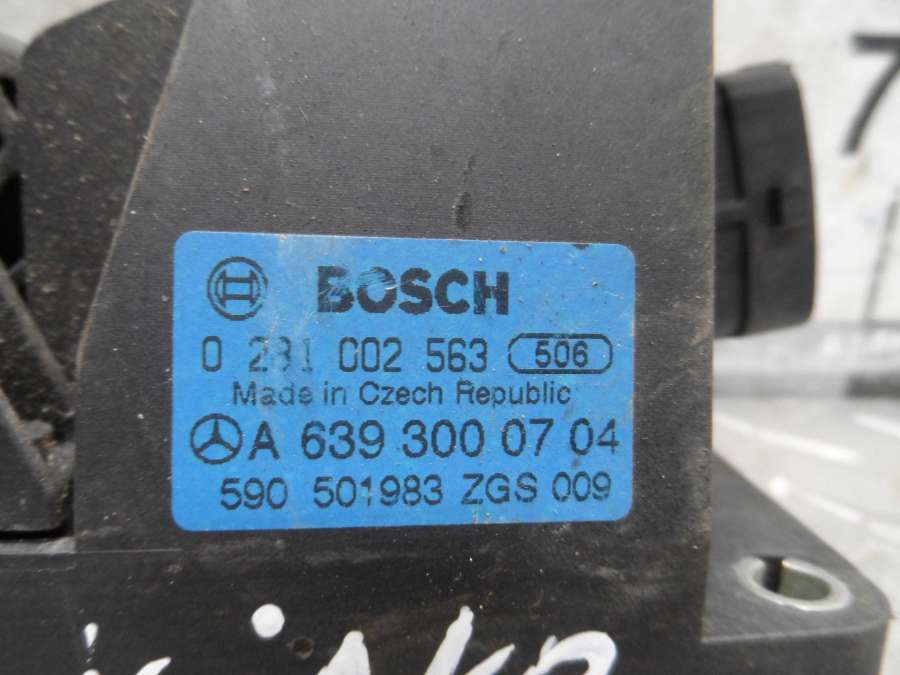 BOSCH
0 281 002 563 506
Made in Czech Republic
A 639 300 07 04
590 501983 ZGS 009